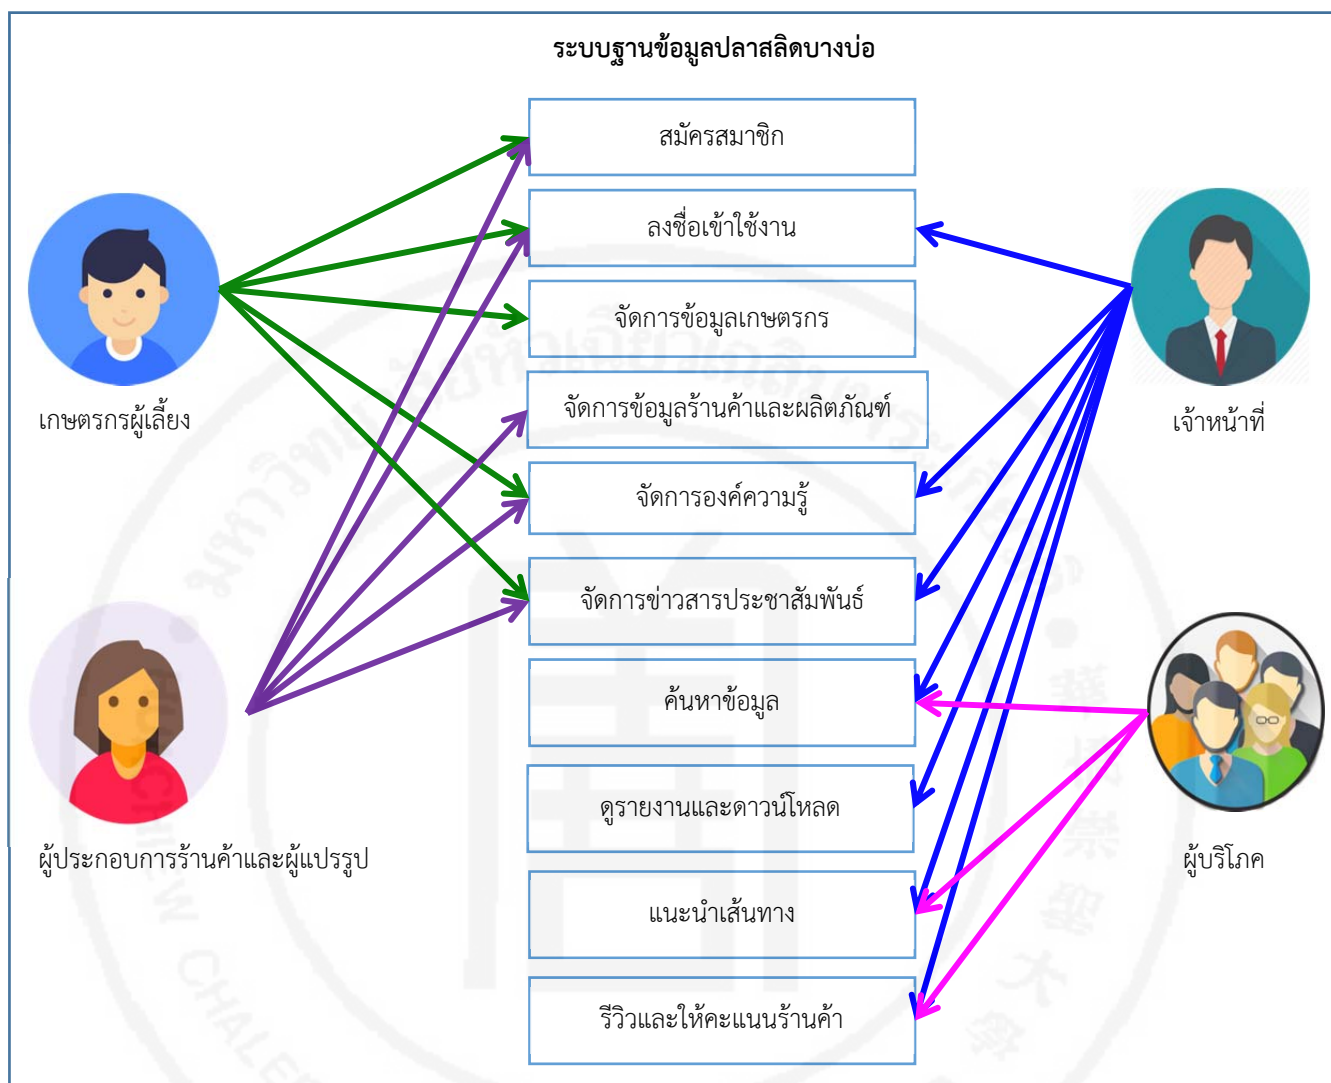 ระบบฐานข้อมูลปลาสลิดบางบ่อ
สมัครสมาชิก
ลงชื่อเข้าใช้งาน
จัดการข้อมูลเกษตรกร
จัดการข้อมูลร้านค้าและผลิตภัณฑ์
เกษตรกรผู้เลี้ยง
เจ้าหน้าที่
จัดการองค์ความรู้
จัดการข่าวสารประชาสัมพันธ์
ค้นหาข้อมูล
ดูรายงานและดาวน์โหลด
ผู้ประกอบการร้านค้าและผู้แปรรูป
ผู้บริโภค
แนะนำเส้นทาง
รีวิวและให้คะแนนร้านค้า